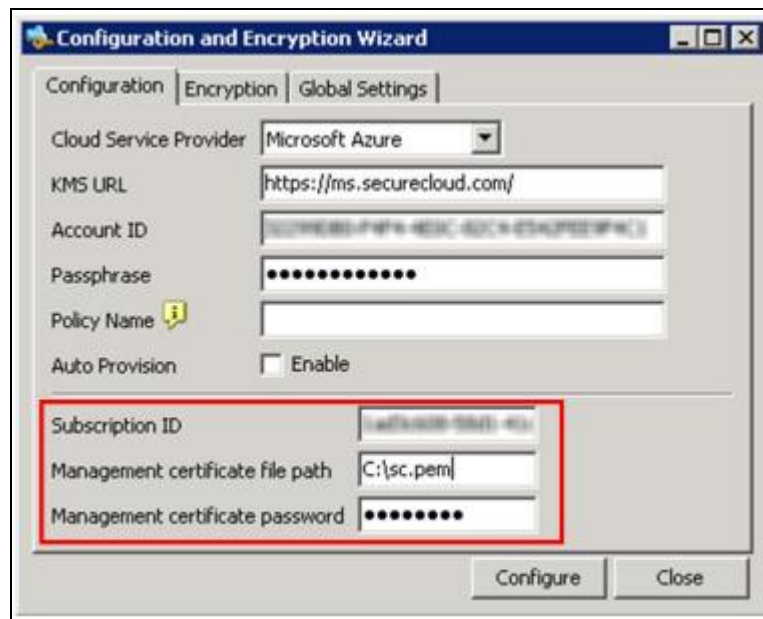 Configuration and Encryption Wizard
Configuration Encryption Global Settings
Cloud Service Provider Microsoft Azure
KMS URL https://ms.securecloud.com/
Account ID
Passphrase ••••••••••••
Policy Name
Auto Provision Enable
Subscription ID
Management certificate file path C:\sc.pem
Management certificate password ••••••••
Configure Close